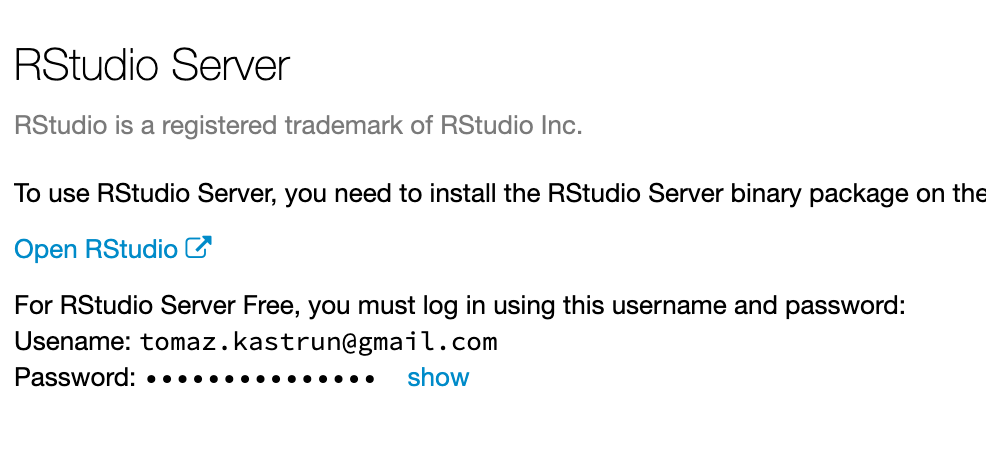 RStudio Server
RStudio is a registered trademark of RStudio Inc.
To use RStudio Server, you need to install the RStudio Server binary package on the
Open RStudio
For RStudio Server Free, you must log in using this username and password:
Usename: tomaz.kastrun@gmail.com
Password: ••••••••••••••• show